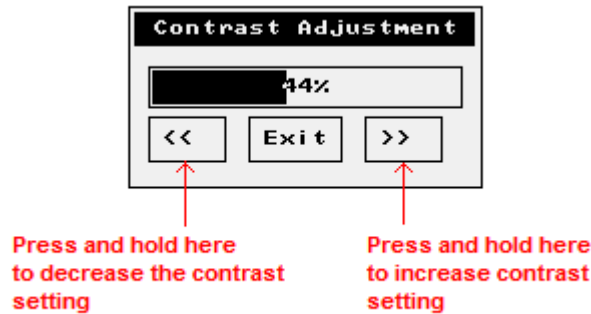 Contrast Adjustment
44%
<< Exit >>
Press and hold here
to decrease the contrast
setting
Press and hold here
to increase contrast
setting